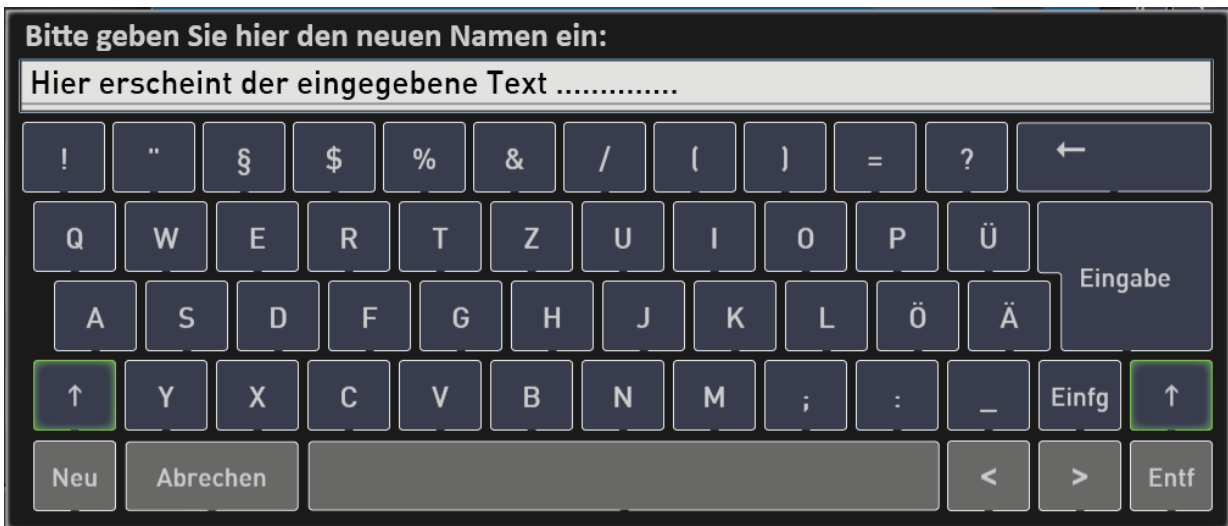 Bitte geben Sie hier den neuen Namen ein:
Hier erscheint der eingegebene Text ..............
! " § $ % & / ( ) = ? ←
Q W E R T Z U I O P Ü
Eingabe
A S D F G H J K L Ö Ä
↑ Y X C V B N M ; : _ Einfg ↑
Neu Abrechen < > Entf